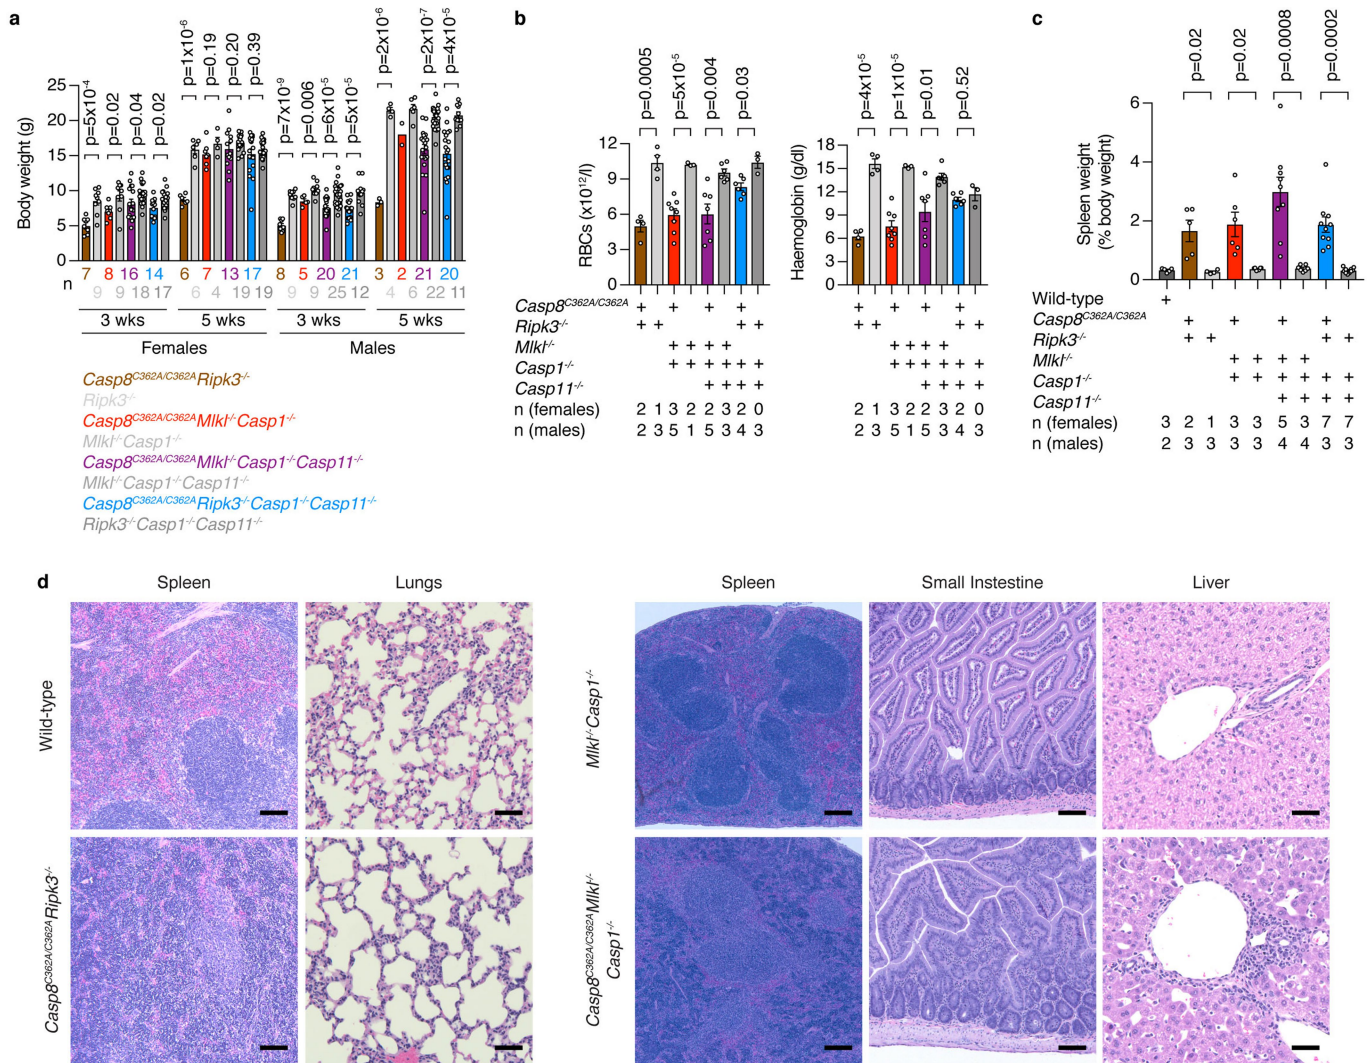 a
Body weight (g)
25
20
15
10
5
0
p=5x10-4
p=0.02
p=0.04
p=0.02
p=1x10-6
p=0.19
p=0.20
p=0.39
p=7x10-9
p=0.006
p=6x10-5
p=5x10-5
p=2x10-6
p=2x10-7
p=4x10-5
n
7 8 16 14 6 7 13 17 8 5 20 21 3 2 21 20
9 9 18 17 6 4 19 19 9 9 25 12 4 6 22 11
3 wks 5 wks 3 wks 5 wks
Females Males
Casp8C362A/C362ARipk3-/-
Ripk3-/-
Casp8C362A/C362AMlkl-/-Casp1-/-
Mlkl-/-Casp1-/-
Casp8C362A/C362AMlkl-/-Casp1-/-Casp11-/-
Mlkl-/-Casp1-/-Casp11-/-
Casp8C362A/C362ARipk3-/-Casp1-/-Casp11-/-
Ripk3-/-Casp1-/-Casp11-/-
b
RBCs (x1012/l)
12
9
6
3
0
p=0.0005
p=5x10-5
p=0.004
p=0.03
Haemoglobin (g/dl)
18
15
12
9
6
3
0
p=4x10-5
p=1x10-5
p=0.01
p=0.52
Casp8C362A/C362A + + + + + + + +
Ripk3-/- + + + + + + + +
Mlkl-/- + + + + + + + +
Casp1-/- + + + + + + + + + + + +
Casp11-/- + + + + + + + +
n (females) 2 1 3 2 2 3 2 0 2 1 3 2 2 3 2 0
n (males) 2 3 5 1 5 3 4 3 2 3 5 1 5 3 4 3
c
Spleen weight
(% body weight)
6
4
2
0
p=0.02
p=0.02
p=0.0008
p=0.0002
Wild-type +
Casp8C362A/C362A + + + +
Ripk3-/- + + + +
Mlkl-/- + + + +
Casp1-/- + + + + + +
Casp11-/- + + + +
n (females) 3 2 1 3 3 5 3 7 7
n (males) 2 3 3 3 3 4 4 3 3
d
Spleen Lungs Spleen Small Instestine Liver
Wild-type
Mlkl-/-Casp1-/-
Casp8C362A/C362ARipk3-/-
Casp8C362A/C362AMlkl-/-
Casp1-/-